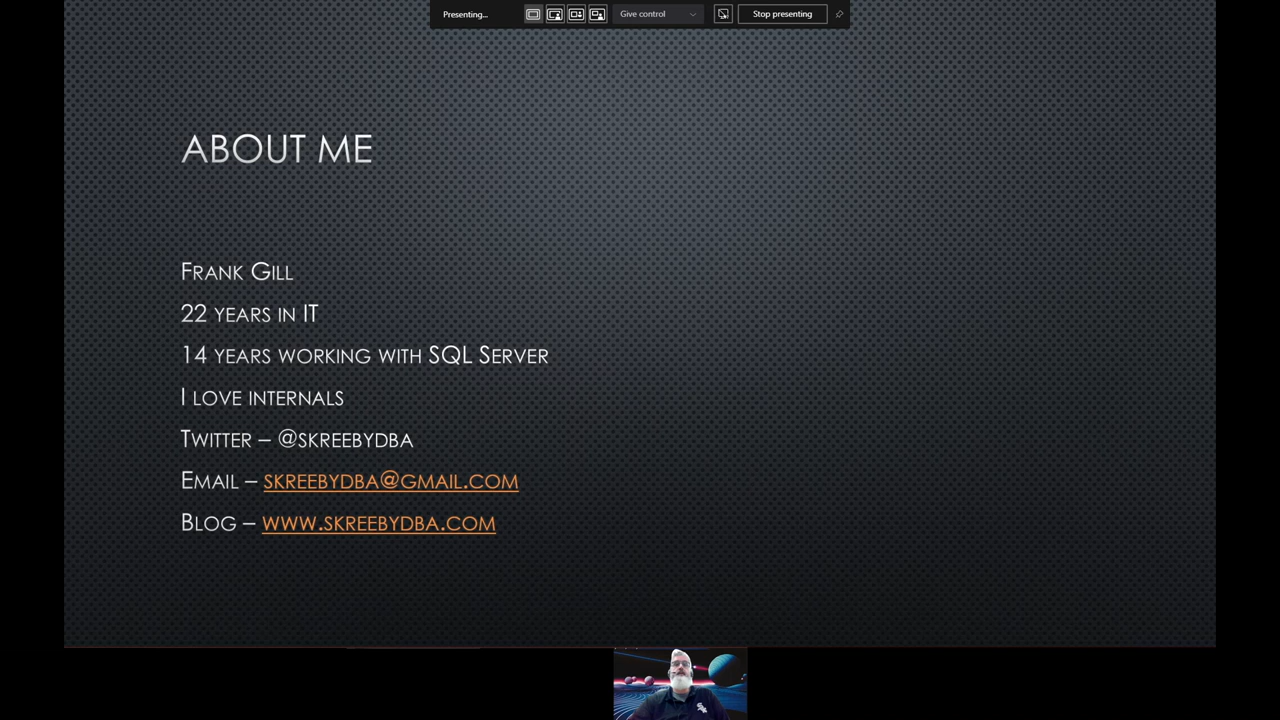 Presenting...
Give control
Stop presenting
ABOUT ME
FRANK GILL
22 YEARS IN IT
14 YEARS WORKING WITH SQL SERVER
I LOVE INTERNALS
TWITTER – @SKREEBYDBA
EMAIL – SKREEBYDBA@GMAIL.COM
BLOG – WWW.SKREEBYDBA.COM